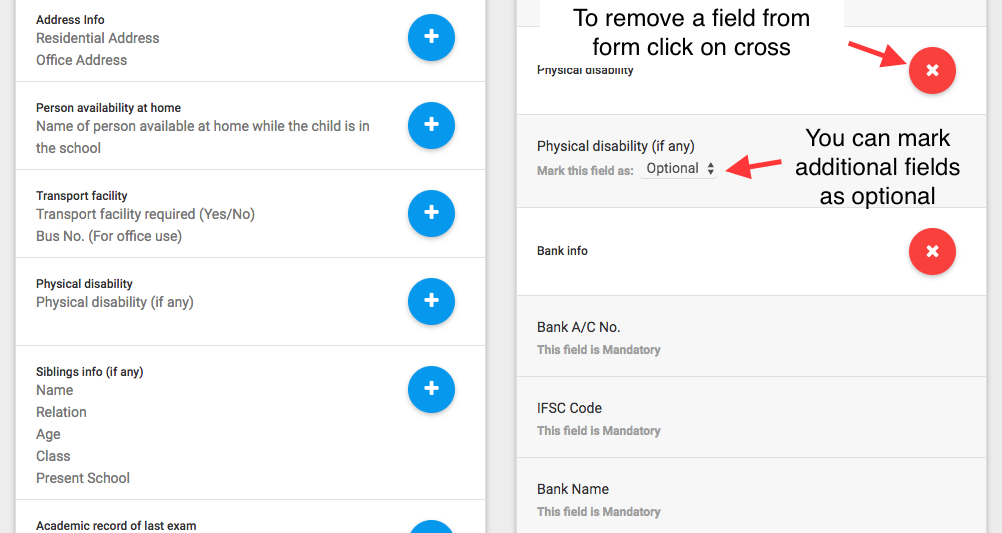 Address Info
Residential Address
Office Address
Person availability at home
Name of person available at home while the child is in
the school
Transport facility
Transport facility required (Yes/No)
Bus No. (For office use)
Physical disability
Physical disability (if any)
Siblings info (if any)
Name
Relation
Age
Class
Present School
Academic record of last exam
To remove a field from
form click on cross
Physical disability
Physical disability (if any)
Mark this field as: Optional
You can mark
additional fields
as optional
Bank info
Bank A/C No.
This field is Mandatory
IFSC Code
This field is Mandatory
Bank Name
This field is Mandatory